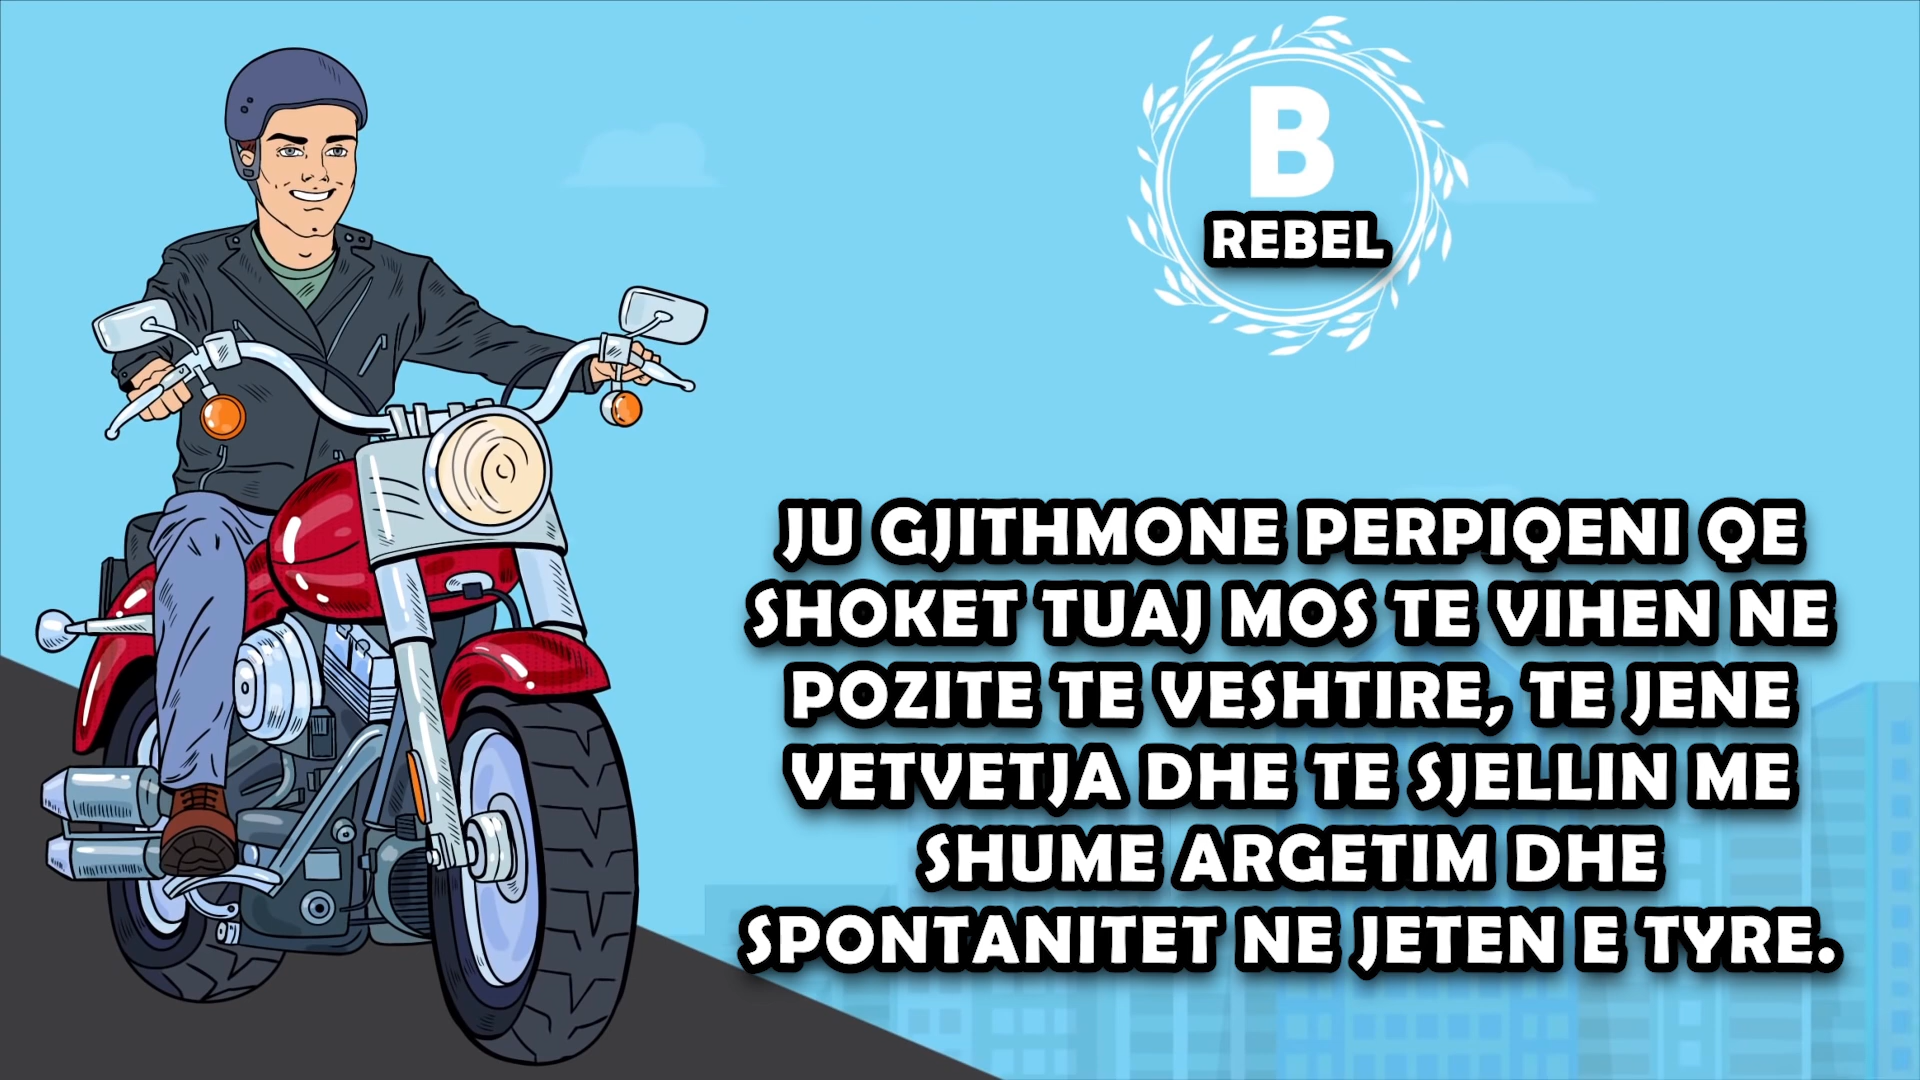 B
REBEL
JU GJITHMONE PERPIQENI QE
SHOKET TUAJ MOS TE VIHEN NE
POZITE TE VESHTIRE, TE JENE
VETVETJA DHE TE SJELLIN ME
SHUME ARGETIM DHE
SPONTANITET NE JETEN E TYRE.